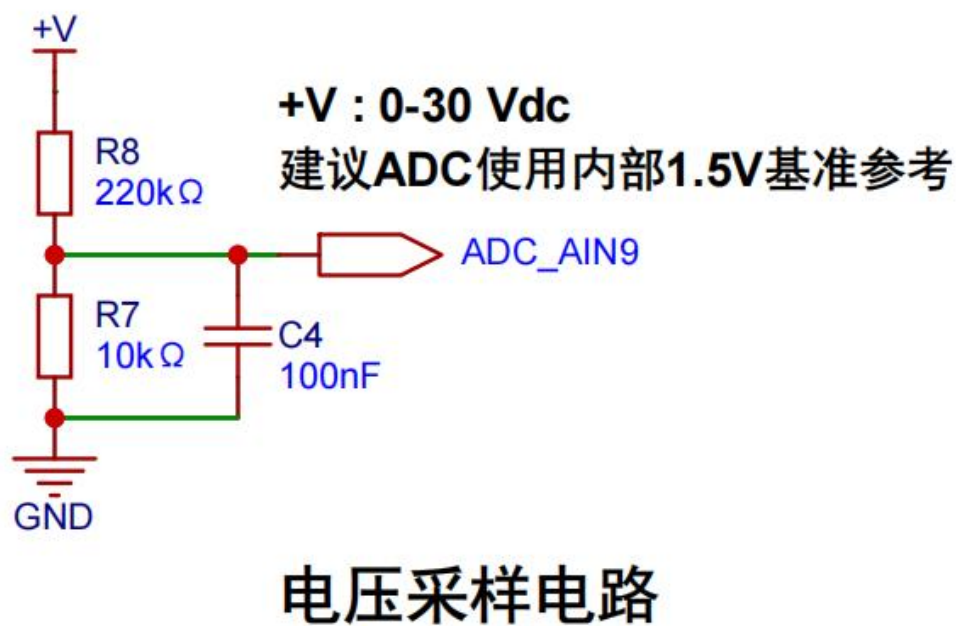 +V
+V : 0-30 Vdc
R8
220kΩ
建议ADC使用内部1.5V基准参考
ADC_AIN9
R7
10kΩ
C4
100nF
GND
电压采样电路